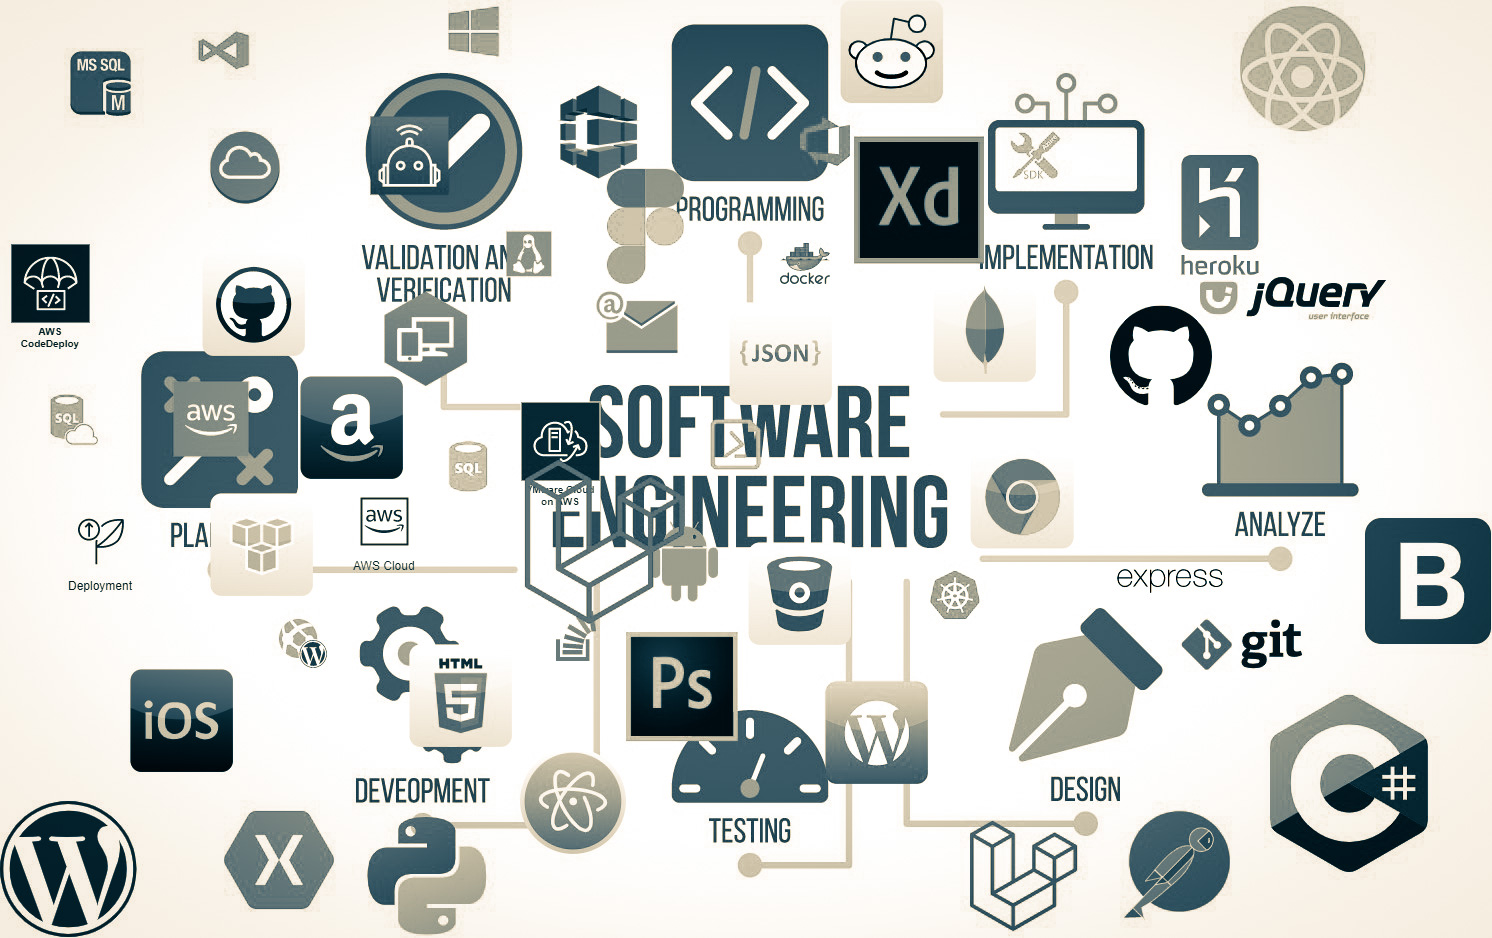 MS SQL
M
</>
Xd
SDK
PROGRAMMING
VALIDATION AN
VERIFICATION
IMPLEMENTATION
heroku
jQuery
user interface
docker
@
AWS
CodeDeploy
{JSON}
SOFTWARE
ENGINEERING
SQL
aws
a
SQL
VMware Cloud
on AWS
PLA
aws
AWS Cloud
ANALYZE
express
B
Deployment
W
git
HTML
5
Ps
iOS
W
DEVEOPMENT
DESIGN
TESTING
C#
W
X